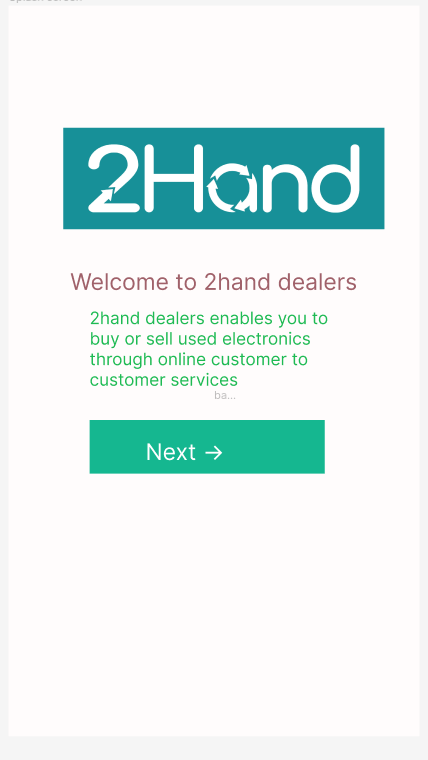 2Hand
Welcome to 2hand dealers
2hand dealers enables you to
buy or sell used electronics
through online customer to
customer services
ba...
Next →